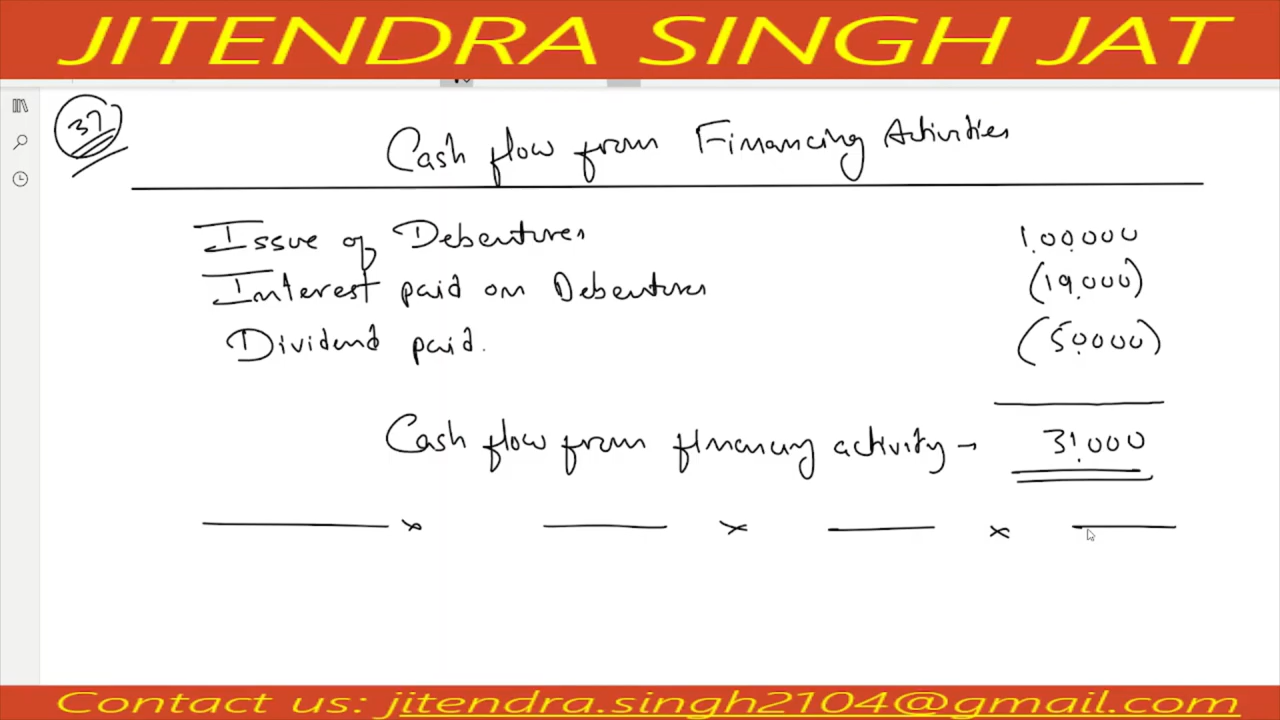 JITENDRA SINGH JAT
37
Cash flow from Financing Activities
Issue of Debentures 1,00,000
Interest paid on Debentures (19,000)
Dividend paid. (50,000)
Cash flow from financing activity - 31,000
Contact us: jitendra.singh2104@gmail.com